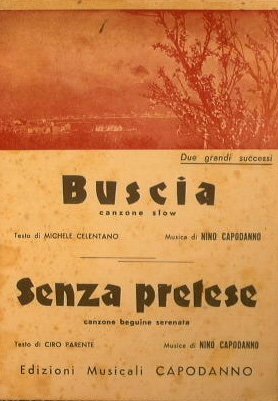 Due grandi successi
Buscia
canzone slow
Testo di MICHELE CELENTANO Musica di NINO CAPODANNO
Senza pretese
canzone beguine serenata
Testo di CIRO PARENTE Musica di NINO CAPODANNO
Edizioni Musicali CAPODANNO